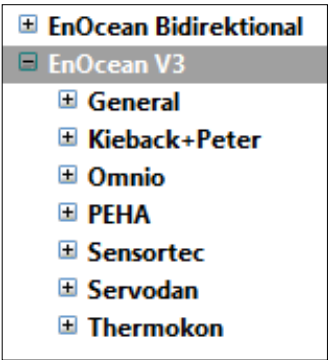 EnOcean Bidirektional
EnOcean V3
General
Kieback+Peter
Omnio
PEHA
Sensortec
Servodan
Thermokon